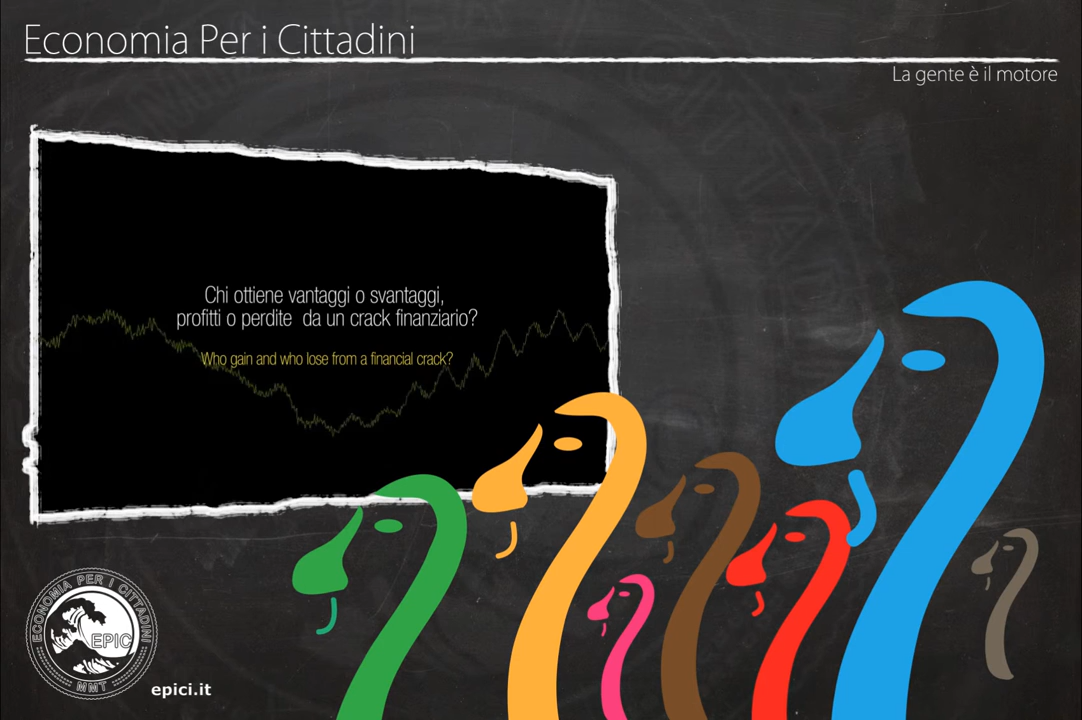 Economia Per i Cittadini
La gente è il motore
Chi ottiene vantaggi o svantaggi,
profitti o perdite da un crack finanziario?
Who gain and who lose from a financial crack?
ECONOMIA PER I CITTADINI
EPIC
MMT
epici.it